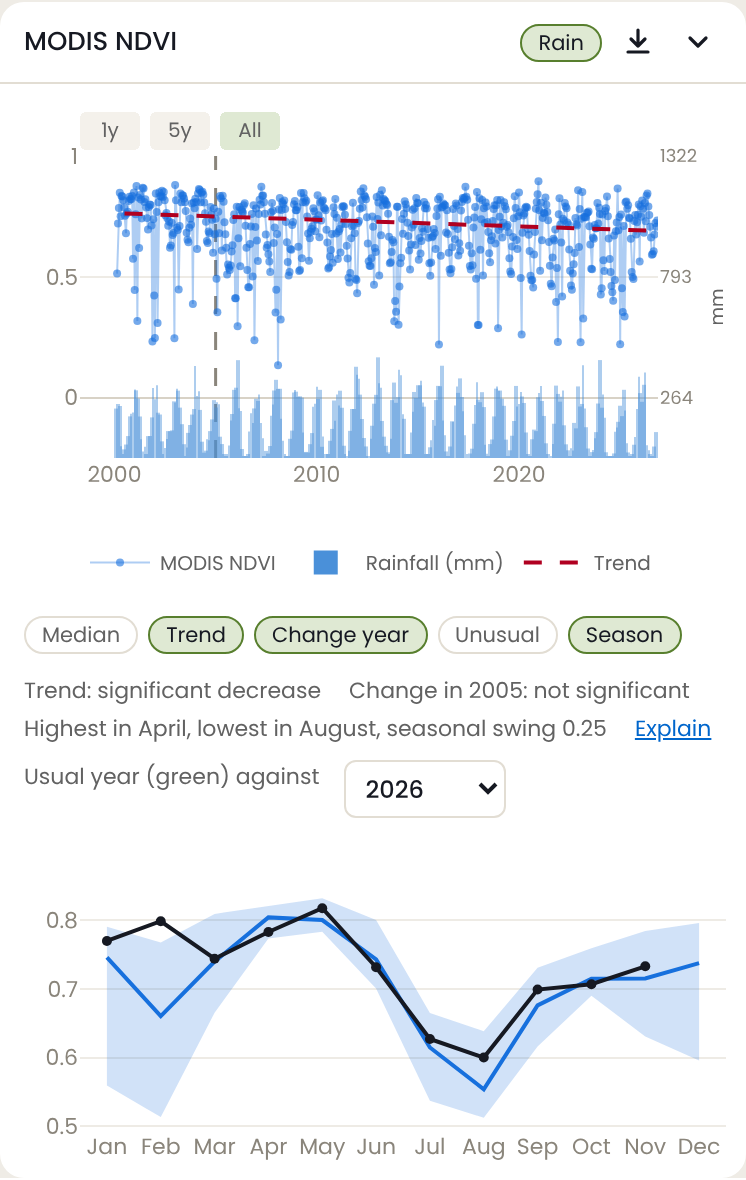 MODIS NDVI
Rain
1y 5y All
1 1322
0.5 793
mm
0 264
2000 2010 2020
MODIS NDVI Rainfall (mm) Trend
Median Trend Change year Unusual Season
Trend: significant decrease Change in 2005: not significant
Highest in April, lowest in August, seasonal swing 0.25 Explain
Usual year (green) against 2026
0.8
0.7
0.6
0.5
Jan Feb Mar Apr May Jun Jul Aug Sep Oct Nov Dec